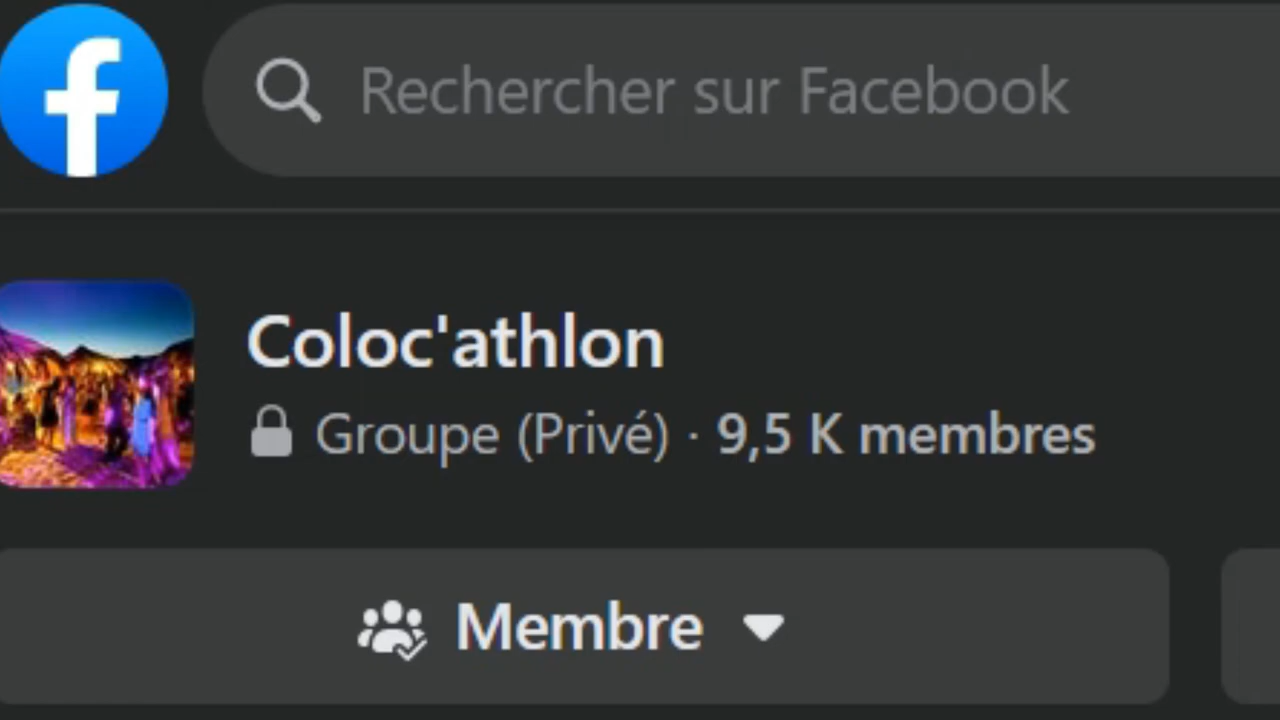 Rechercher sur Facebook
Coloc'athlon
Groupe (Privé) · 9,5 K membres
Membre